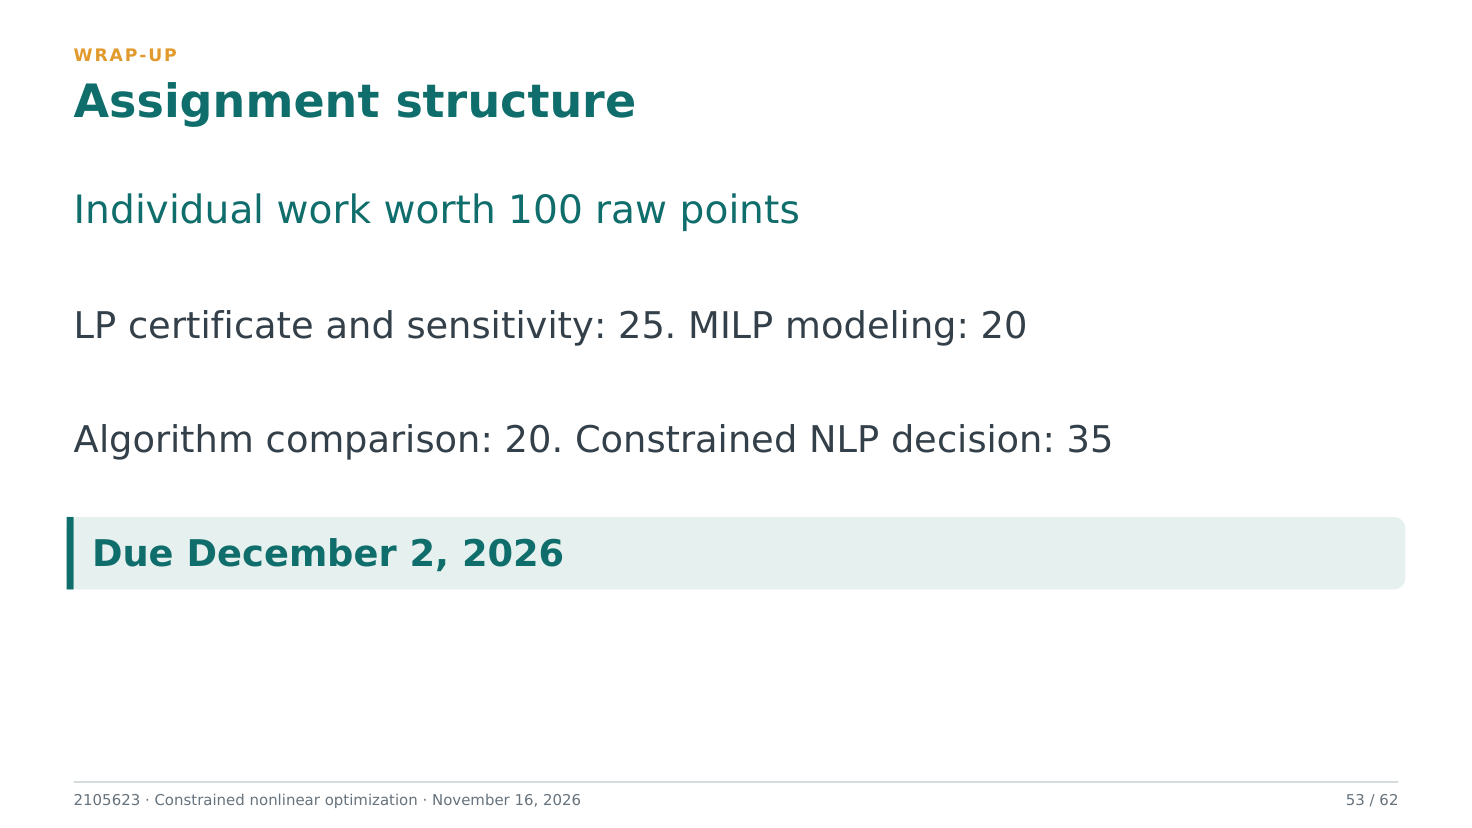 WRAP-UP
Assignment structure
Individual work worth 100 raw points
LP certificate and sensitivity: 25. MILP modeling: 20
Algorithm comparison: 20. Constrained NLP decision: 35
Due December 2, 2026
2105623 · Constrained nonlinear optimization · November 16, 2026
53 / 62